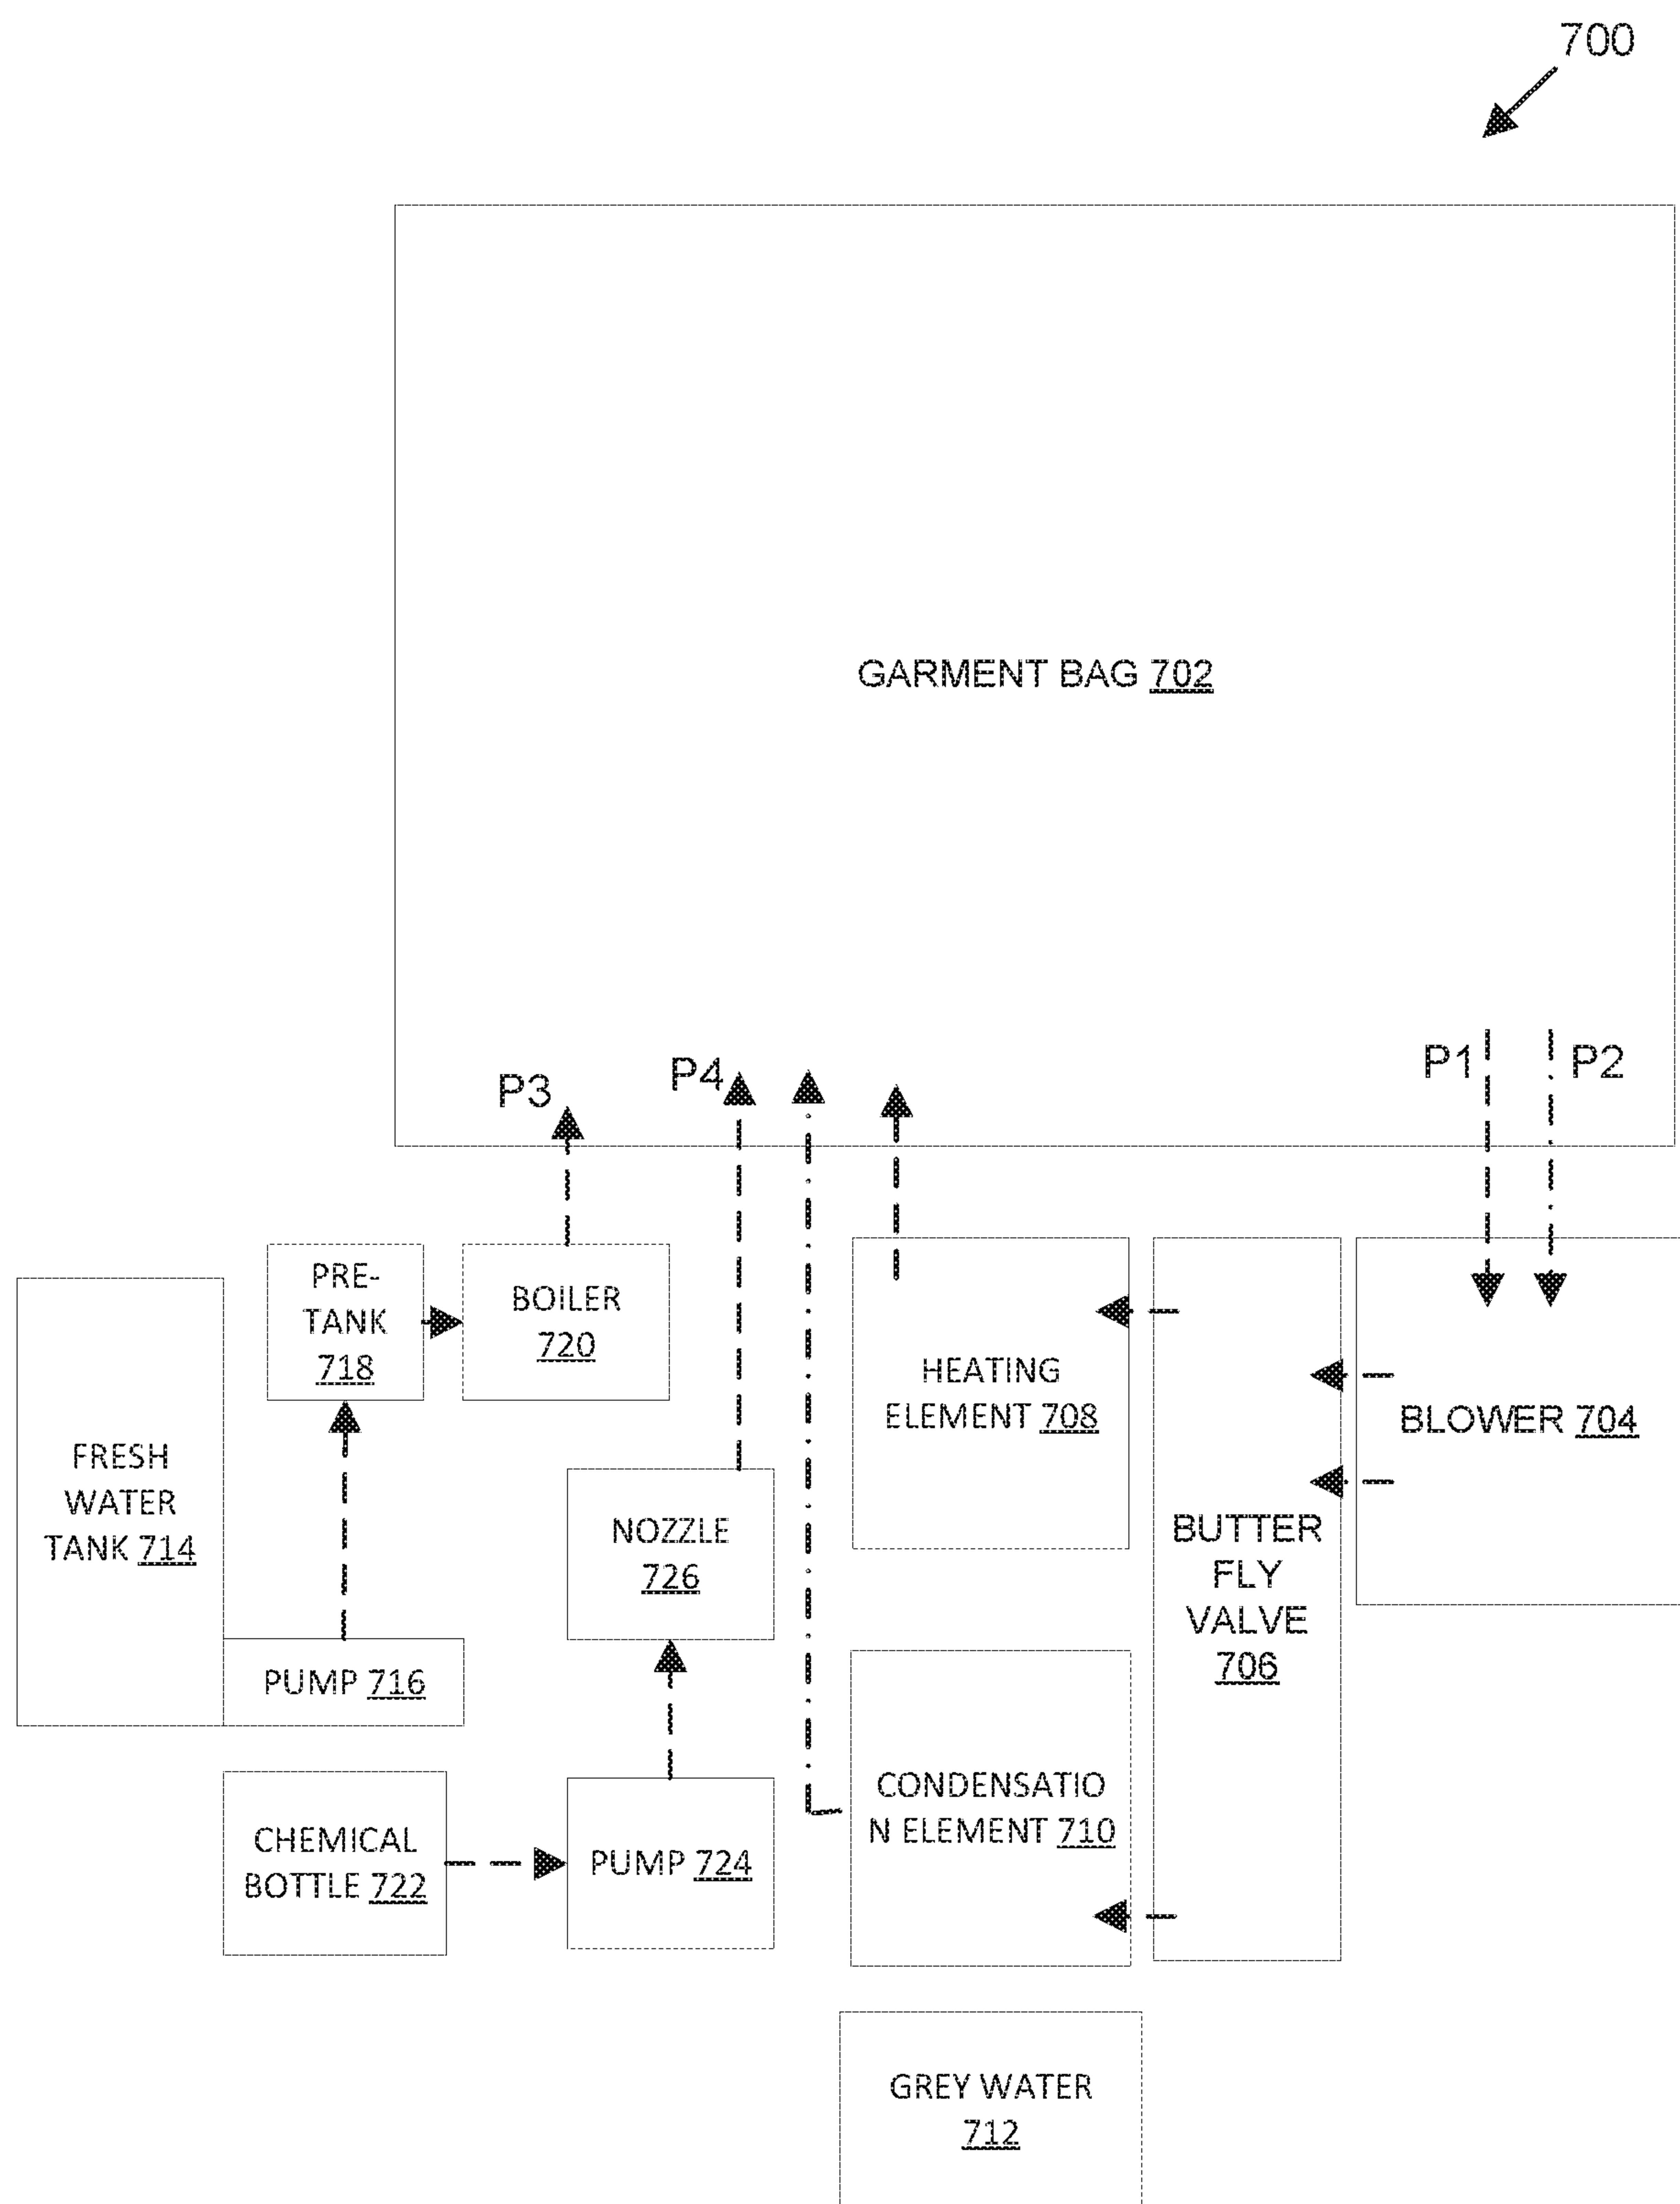 700
GARMENT BAG 702
P1
P2
P3
P4
PRE-
TANK
718
BOILER
720
FRESH
WATER
TANK 714
PUMP 716
HEATING
ELEMENT 708
BLOWER 704
BUTTER
FLY
VALVE
706
NOZZLE
726
CHEMICAL
BOTTLE 722
PUMP 724
CONDENSATIO
N ELEMENT 710
GREY WATER
712